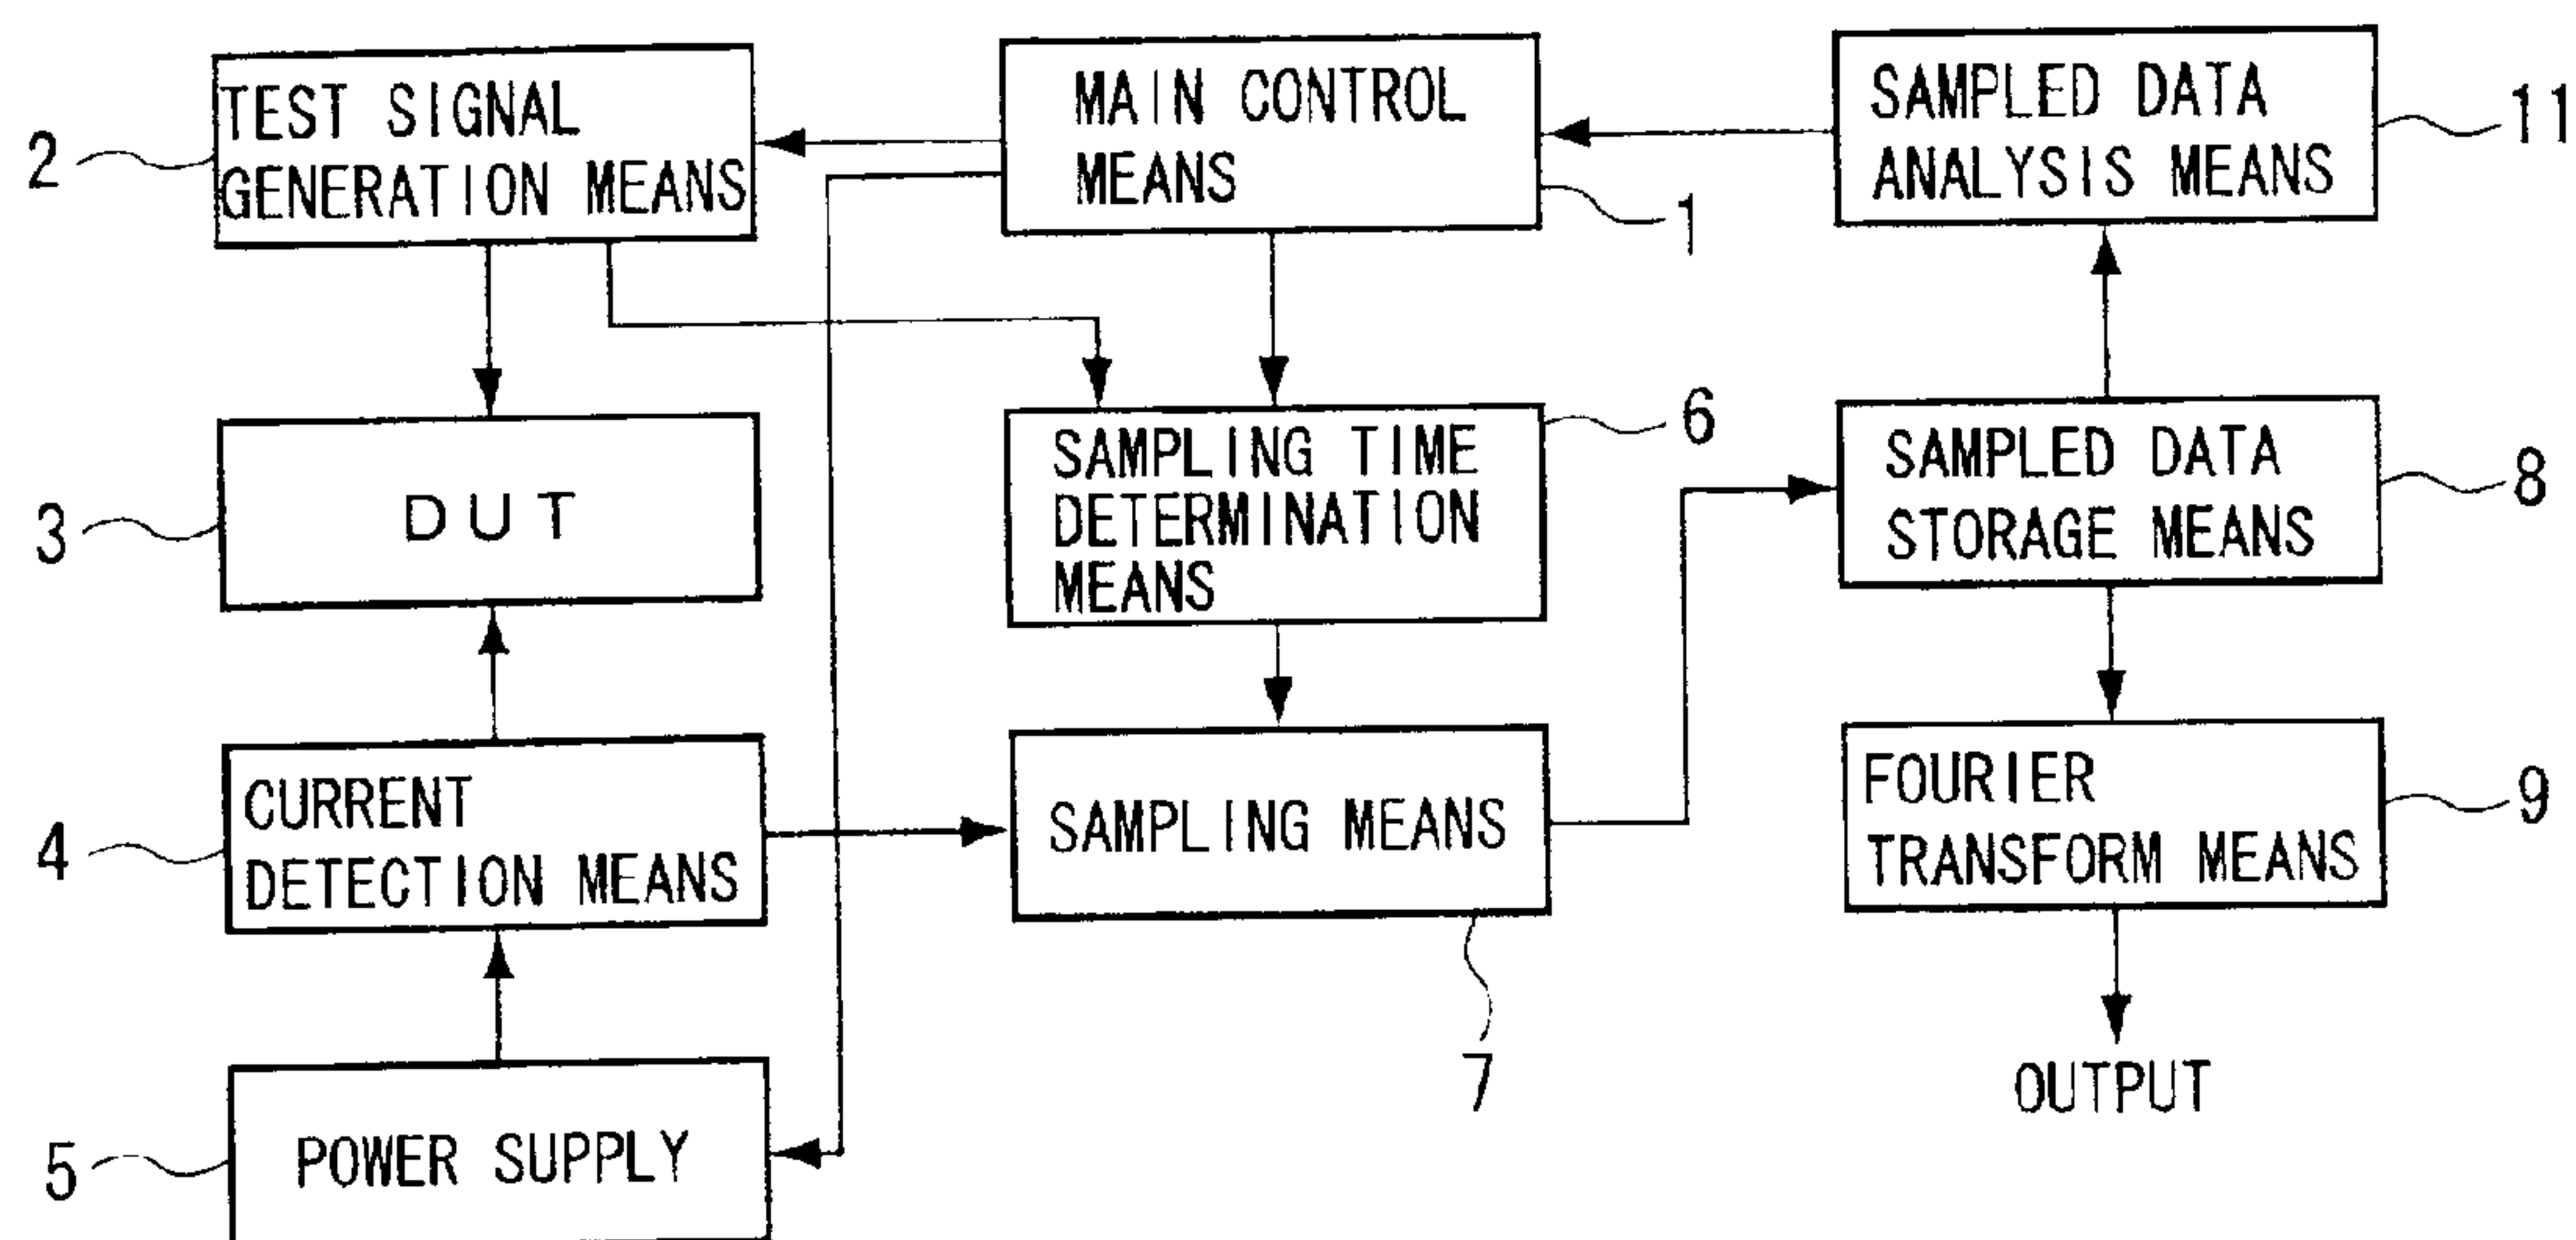 TEST SIGNAL
GENERATION MEANS
2
MAIN CONTROL
MEANS
1
SAMPLED DATA
ANALYSIS MEANS
11
DUT
3
SAMPLING TIME
DETERMINATION
MEANS
6
SAMPLED DATA
STORAGE MEANS
8
CURRENT
DETECTION MEANS
4
SAMPLING MEANS
7
FOURIER
TRANSFORM MEANS
9
POWER SUPPLY
5
OUTPUT